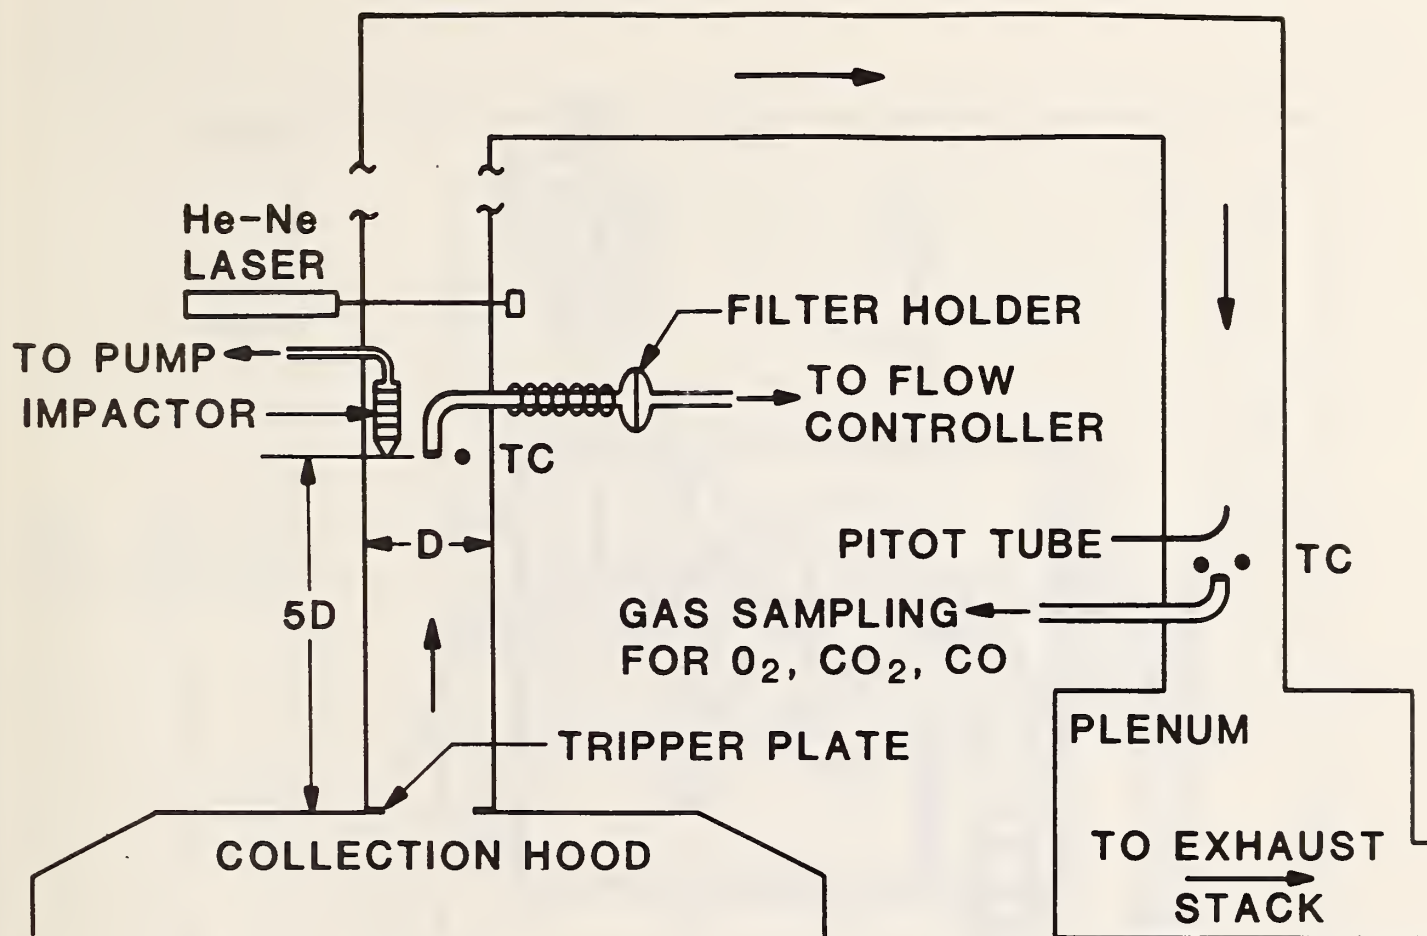 He-Ne
LASER
TO PUMP
IMPACTOR
FILTER HOLDER
TO FLOW
CONTROLLER
TC
D
5D
PITOT TUBE
TC
GAS SAMPLING
FOR O₂, CO₂, CO
TRIPPER PLATE
PLENUM
COLLECTION HOOD
TO EXHAUST
STACK